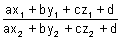 ax₁ + by₁ + cz₁ + d
ax₂ + by₂ + cz₂ + d